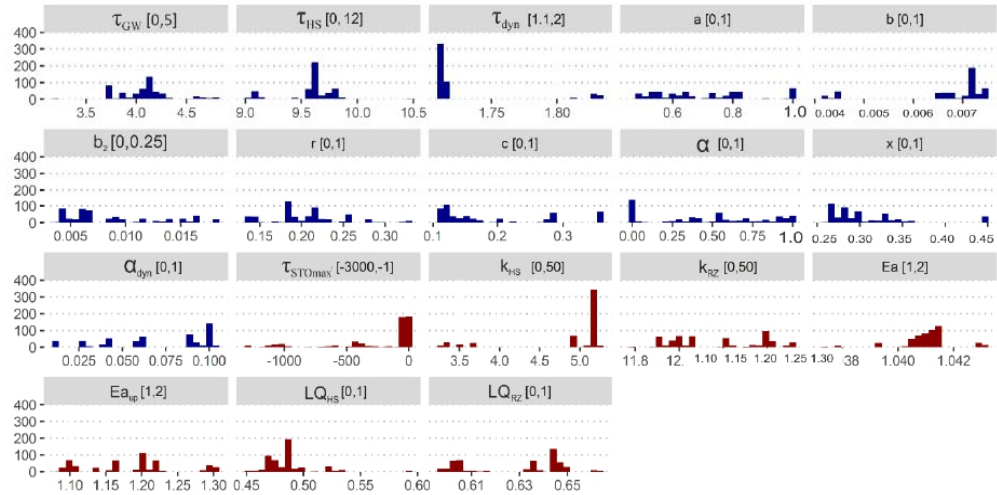 τGW [0,5] τHS [0, 12] τdyn [1.1,2] a [0,1] b [0,1]
400
300
200
100
0
3.5 4.0 4.5 9.0 9.5 10.0 10.5 1.75 1.80 0.6 0.8 1.0 0.004 0.005 0.006 0.007
b2 [0,0.25] r [0,1] c [0,1] α [0,1] x [0,1]
400
300
200
100
0
0.005 0.010 0.015 0.15 0.20 0.25 0.30 0.1 0.2 0.3 0.00 0.25 0.50 0.75 1.0 0.25 0.30 0.35 0.40 0.45
αdyn [0,1] τSTOmax [-3000,-1] kHS [0,50] kRZ [0,50] Ea [1,2]
400
300
200
100
0
0.025 0.050 0.075 0.100 -1000 -500 0 3.5 4.0 4.5 5.0 11.8 12. 1.10 1.15 1.20 1.25 1.30 38 1.040 1.042
Eaup [1,2] LQHS [0,1] LQRZ [0,1]
400
300
200
100
0
1.10 1.15 1.20 1.25 1.30 0.45 0.50 0.55 0.60 0.61 0.63 0.65